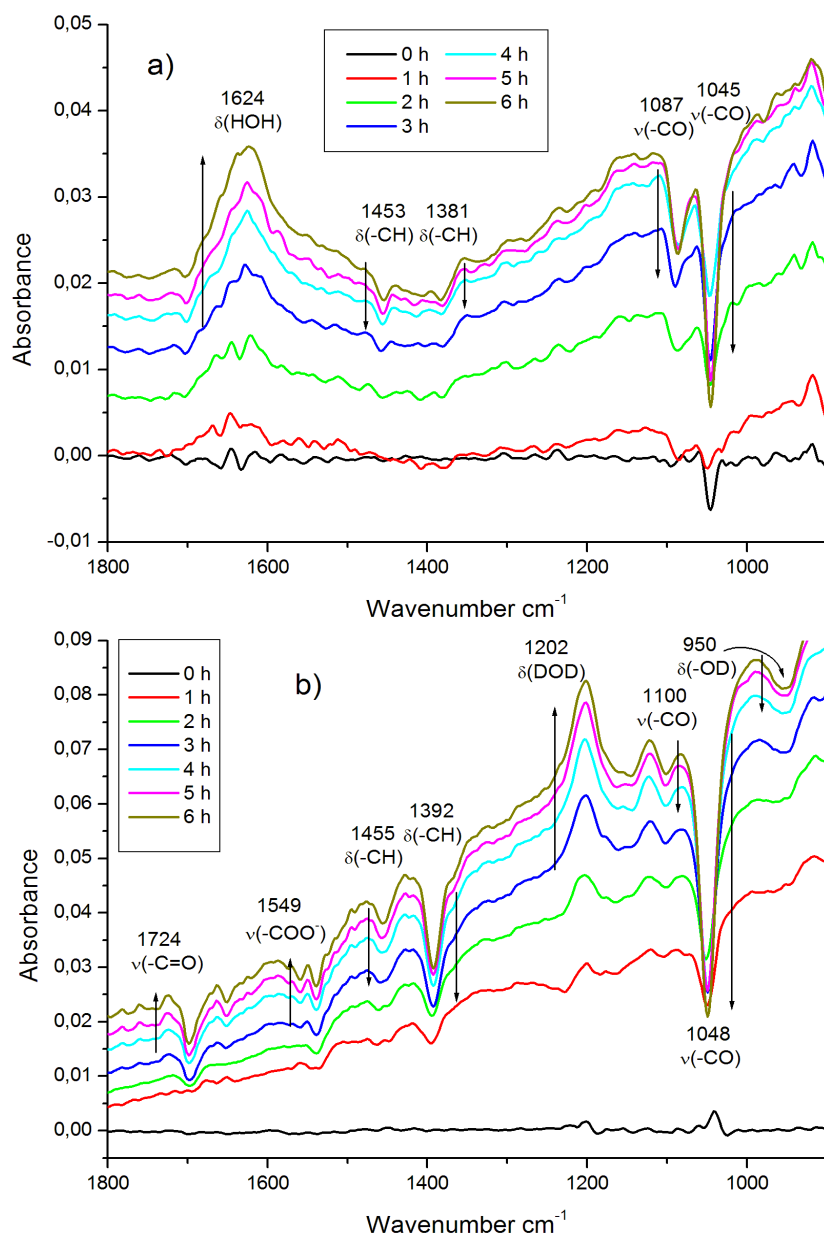 0,05
0,04
0,03
0,02
0,01
0,00
-0,01
Absorbance
a)
0 h
1 h
2 h
3 h
4 h
5 h
6 h
1624
δ(HOH)
1453
δ(-CH)
1381
δ(-CH)
1087
ν(-CO)
1045
ν(-CO)
1800 1600 1400 1200 1000
Wavenumber cm⁻¹
0,09
0,08
0,07
0,06
0,05
0,04
0,03
0,02
0,01
0,00
Absorbance
b)
0 h
1 h
2 h
3 h
4 h
5 h
6 h
1724
ν(-C=O)
1549
ν(-COO⁻)
1455
δ(-CH)
1392
δ(-CH)
1202
δ(DOD)
1100
ν(-CO)
950
δ(-OD)
1048
ν(-CO)
1800 1600 1400 1200 1000
Wavenumber cm⁻¹